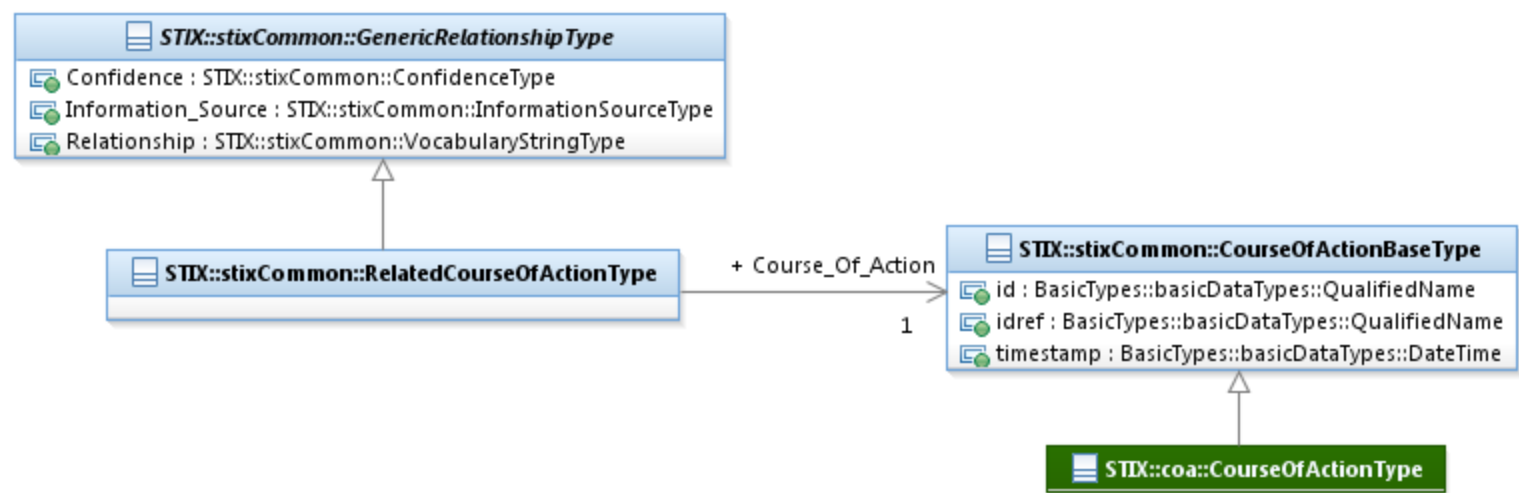 STIX::stixCommon::GenericRelationshipType
Confidence : STIX::stixCommon::ConfidenceType
Information_Source : STIX::stixCommon::InformationSourceType
Relationship : STIX::stixCommon::VocabularyStringType
STIX::stixCommon::RelatedCourseOfActionType
+ Course_Of_Action
1
STIX::stixCommon::CourseOfActionBaseType
id : BasicTypes::basicDataTypes::QualifiedName
idref : BasicTypes::basicDataTypes::QualifiedName
timestamp : BasicTypes::basicDataTypes::DateTime
STIX::coa::CourseOfActionType